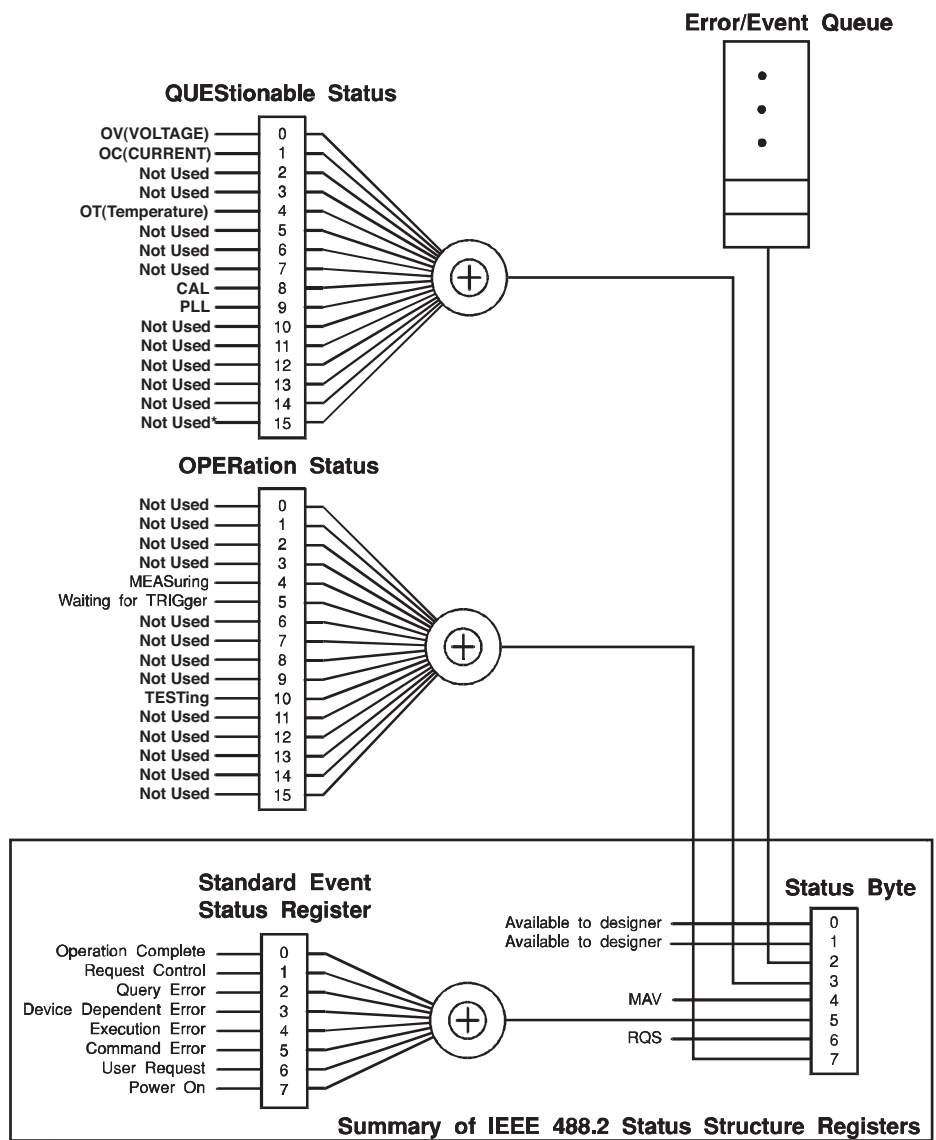 Error/Event Queue
QUEStionable Status
OV(VOLTAGE) 0
OC(CURRENT) 1
Not Used 2
Not Used 3
OT(Temperature) 4
Not Used 5
Not Used 6
Not Used 7
CAL 8
PLL 9
Not Used 10
Not Used 11
Not Used 12
Not Used 13
Not Used 14
Not Used* 15
OPERation Status
Not Used 0
Not Used 1
Not Used 2
Not Used 3
MEASuring 4
Waiting for TRIGger 5
Not Used 6
Not Used 7
Not Used 8
Not Used 9
TESTing 10
Not Used 11
Not Used 12
Not Used 13
Not Used 14
Not Used 15
Standard Event
Status Register
Operation Complete 0
Request Control 1
Query Error 2
Device Dependent Error 3
Execution Error 4
Command Error 5
User Request 6
Power On 7
Status Byte
Available to designer 0
Available to designer 1
2
3
MAV 4
5
RQS 6
7
Summary of IEEE 488.2 Status Structure Registers